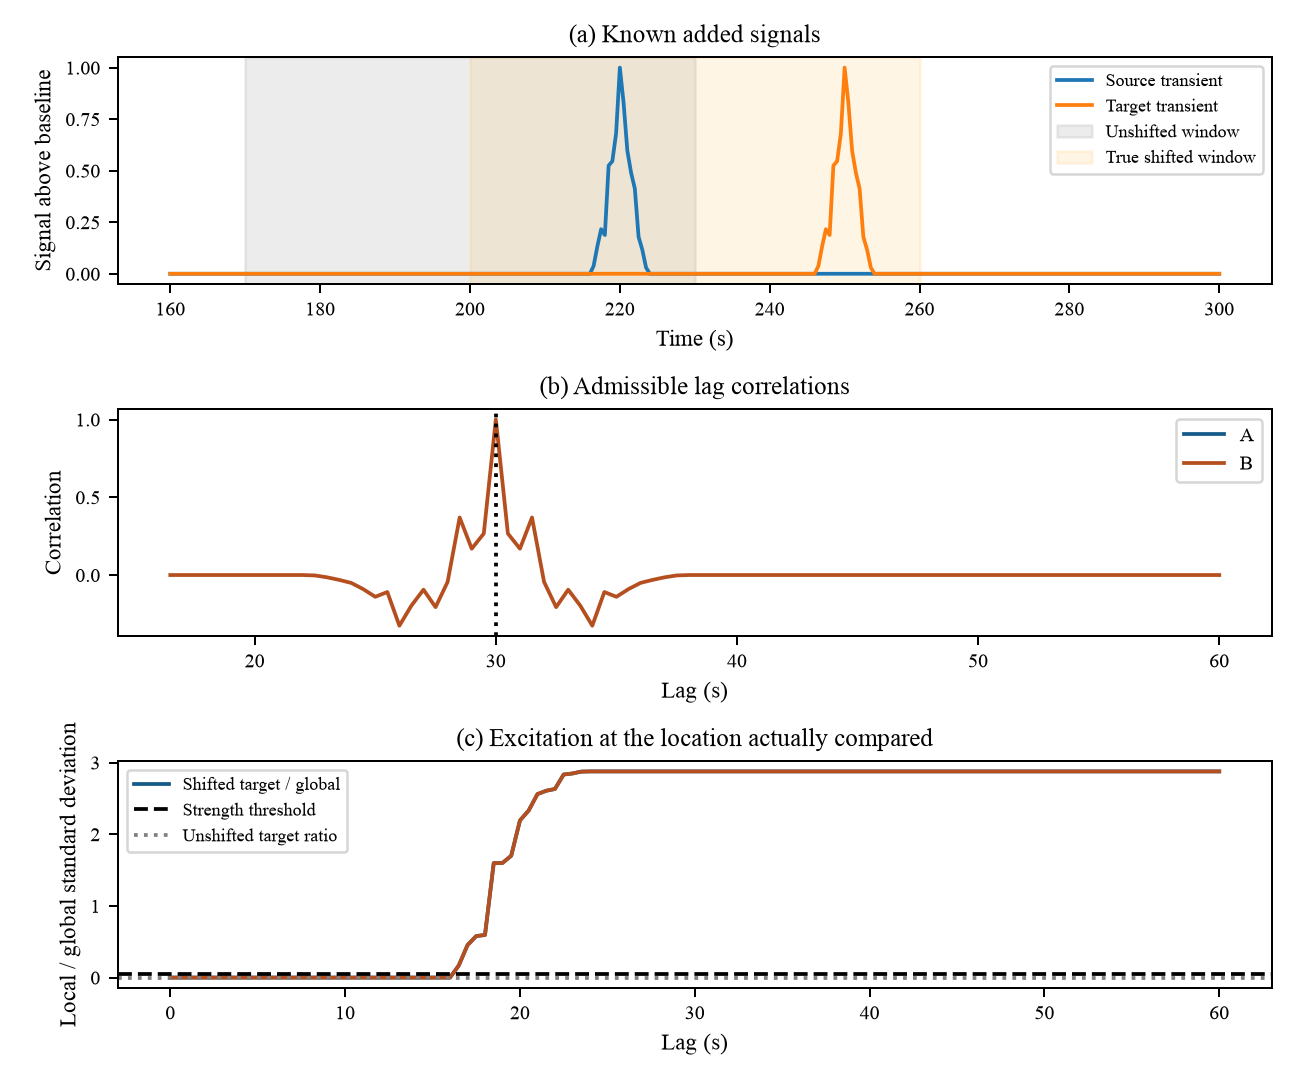 (a) Known added signals
Signal above baseline
1.00
0.75
0.50
0.25
0.00
Source transient
Target transient
Unshifted window
True shifted window
160 180 200 220 240 260 280 300
Time (s)
(b) Admissible lag correlations
Correlation
1.0
0.5
0.0
A
B
20 30 40 50 60
Lag (s)
(c) Excitation at the location actually compared
Local / global standard deviation
3
2
1
0
Shifted target / global
Strength threshold
Unshifted target ratio
0 10 20 30 40 50 60
Lag (s)